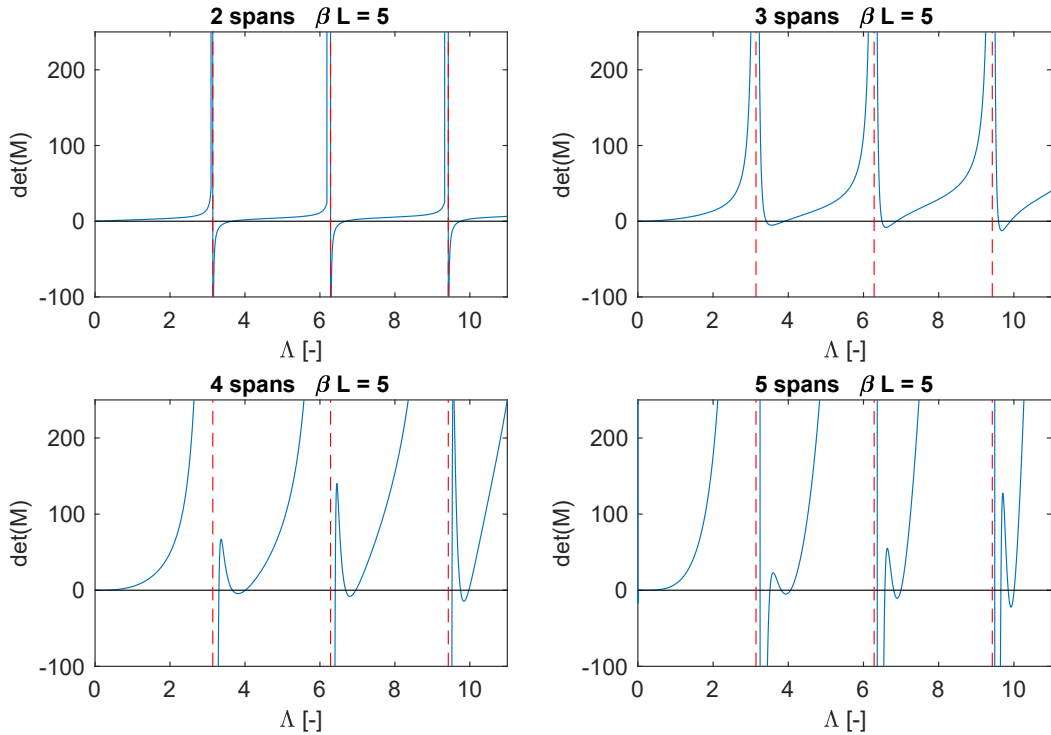 2 spans β L = 5
200
100
0
-100
det(M)
0 2 4 6 8 10
Λ [-]
3 spans β L = 5
200
100
0
-100
det(M)
0 2 4 6 8 10
Λ [-]
4 spans β L = 5
200
100
0
-100
det(M)
0 2 4 6 8 10
Λ [-]
5 spans β L = 5
200
100
0
-100
det(M)
0 2 4 6 8 10
Λ [-]